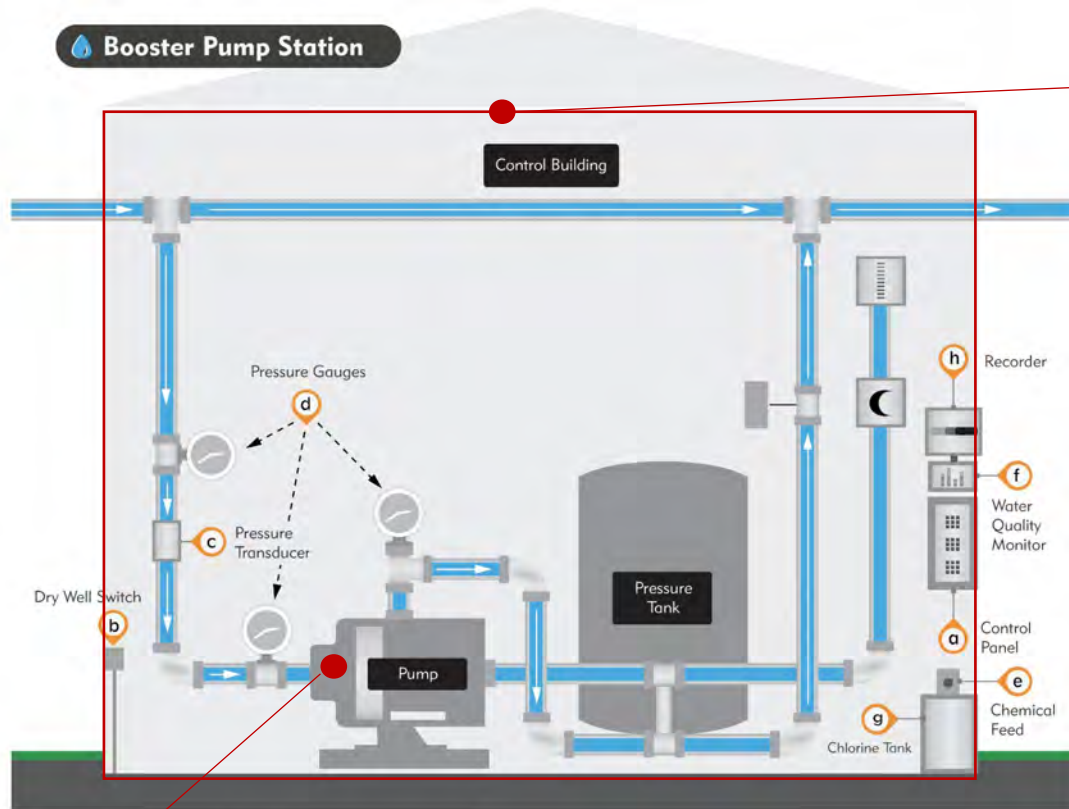 Booster Pump Station
Control Building
h
Recorder
Pressure Gauges
d
f
Water
Quality
Monitor
c
Pressure
Transducer
Pressure
Tank
Dry Well Switch
b
a
Control
Panel
Pump
e
Chemical
Feed
g
Chlorine Tank